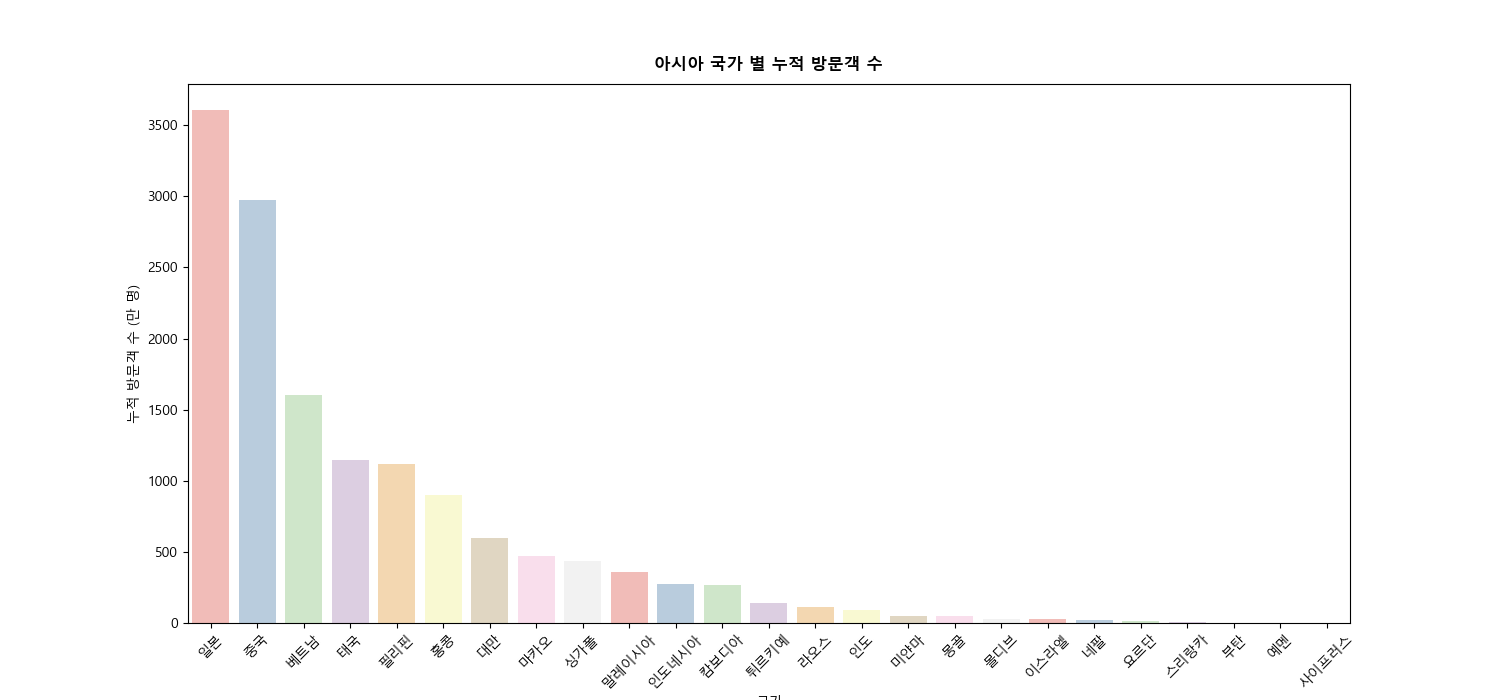 아시아 국가 별 누적 방문객 수
누적 방문객 수 (만 명)
3500
3000
2500
2000
1500
1000
500
0
일본
중국
베트남
태국
필리핀
홍콩
대만
마카오
싱가폴
말레이시아
인도네시아
캄보디아
튀르키예
라오스
인도
미얀마
몽골
몰디브
이스라엘
네팔
요르단
스리랑카
부탄
예멘
사이프러스